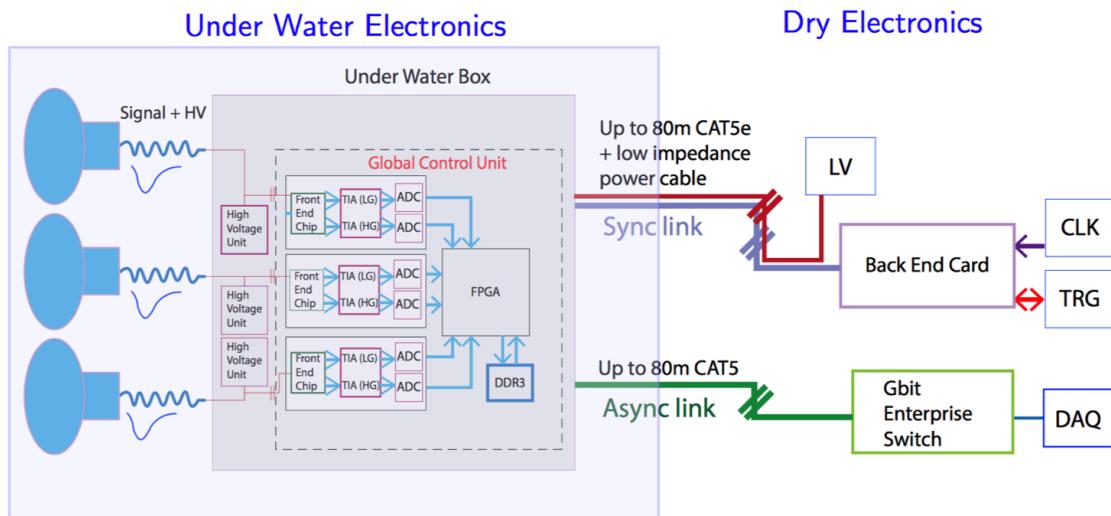 Under Water Electronics
Dry Electronics
Under Water Box
Signal + HV
Global Control Unit
High
Voltage
Unit
Front
End
Chip
TIA (LG)
TIA (HG)
ADC
ADC
High
Voltage
Unit
Front
End
Chip
TIA (LG)
TIA (HG)
ADC
ADC
High
Voltage
Unit
Front
End
Chip
TIA (LG)
TIA (HG)
ADC
ADC
FPGA
DDR3
Up to 80m CAT5e
+ low impedance
power cable
Sync link
LV
Back End Card
CLK
TRG
Up to 80m CAT5
Async link
Gbit
Enterprise
Switch
DAQ